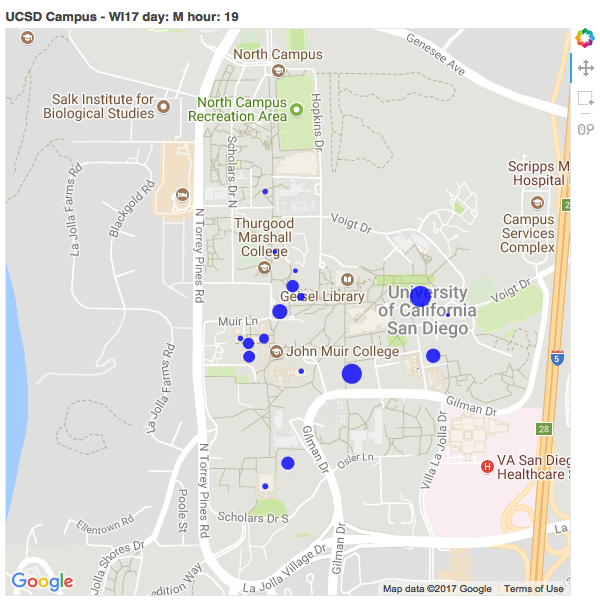 UCSD Campus - WI17 day: M hour: 19
Genesee Ave
North Campus
Salk Institute for
Biological Studies
North Campus
Recreation Area
Hopkins Dr
Scholars Dr N
Scripps M
Hospital
2
La Jolla Farms Rd
Blackgold Rd
N Torrey Pines Rd
Thurgood
Marshall
College
Voigt Dr
Campus
Services
Complex
Geisel Library
University
of California
San Diego
Voigt Dr
Muir Ln
John Muir College
5
La Jolla Farms Rd
Gilman Dr
Gilman Dr
Villa La Jolla Dr
28
N Torrey Pines Rd
Osler Ln
H
VA San Dieg
Healthcare S
Poole St
Ellentown Rd
Scholars Dr S
Gilman Dr
La
La Jolla Shores Dr
edition Way
La Jolla Village Dr
Google
Map data ©2017 Google
Terms of Use